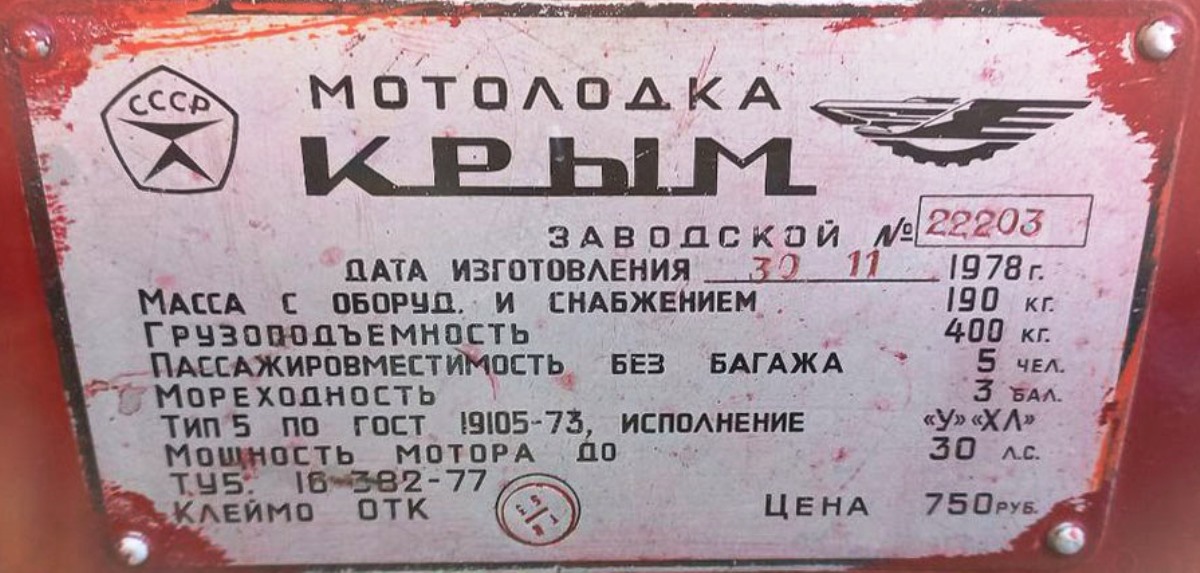 СССР
МОТОЛОДКА
КРЫМ
ЗАВОДСКОЙ № 22203
ДАТА ИЗГОТОВЛЕНИЯ 30 11 1978 г.
МАССА С ОБОРУД. И СНАБЖЕНИЕМ 190 КГ.
ГРУЗОПОДЪЕМНОСТЬ 400 КГ.
ПАССАЖИРОВМЕСТИМОСТЬ БЕЗ БАГАЖА 5 ЧЕЛ.
МОРЕХОДНОСТЬ 3 БАЛ.
ТИП 5 ПО ГОСТ 19105-73, ИСПОЛНЕНИЕ «У» «ХЛ»
МОЩНОСТЬ МОТОРА ДО 30 Л.С.
ТУ5. 16-382-77
КЛЕЙМО ОТК ЦЕНА 750 РУБ.